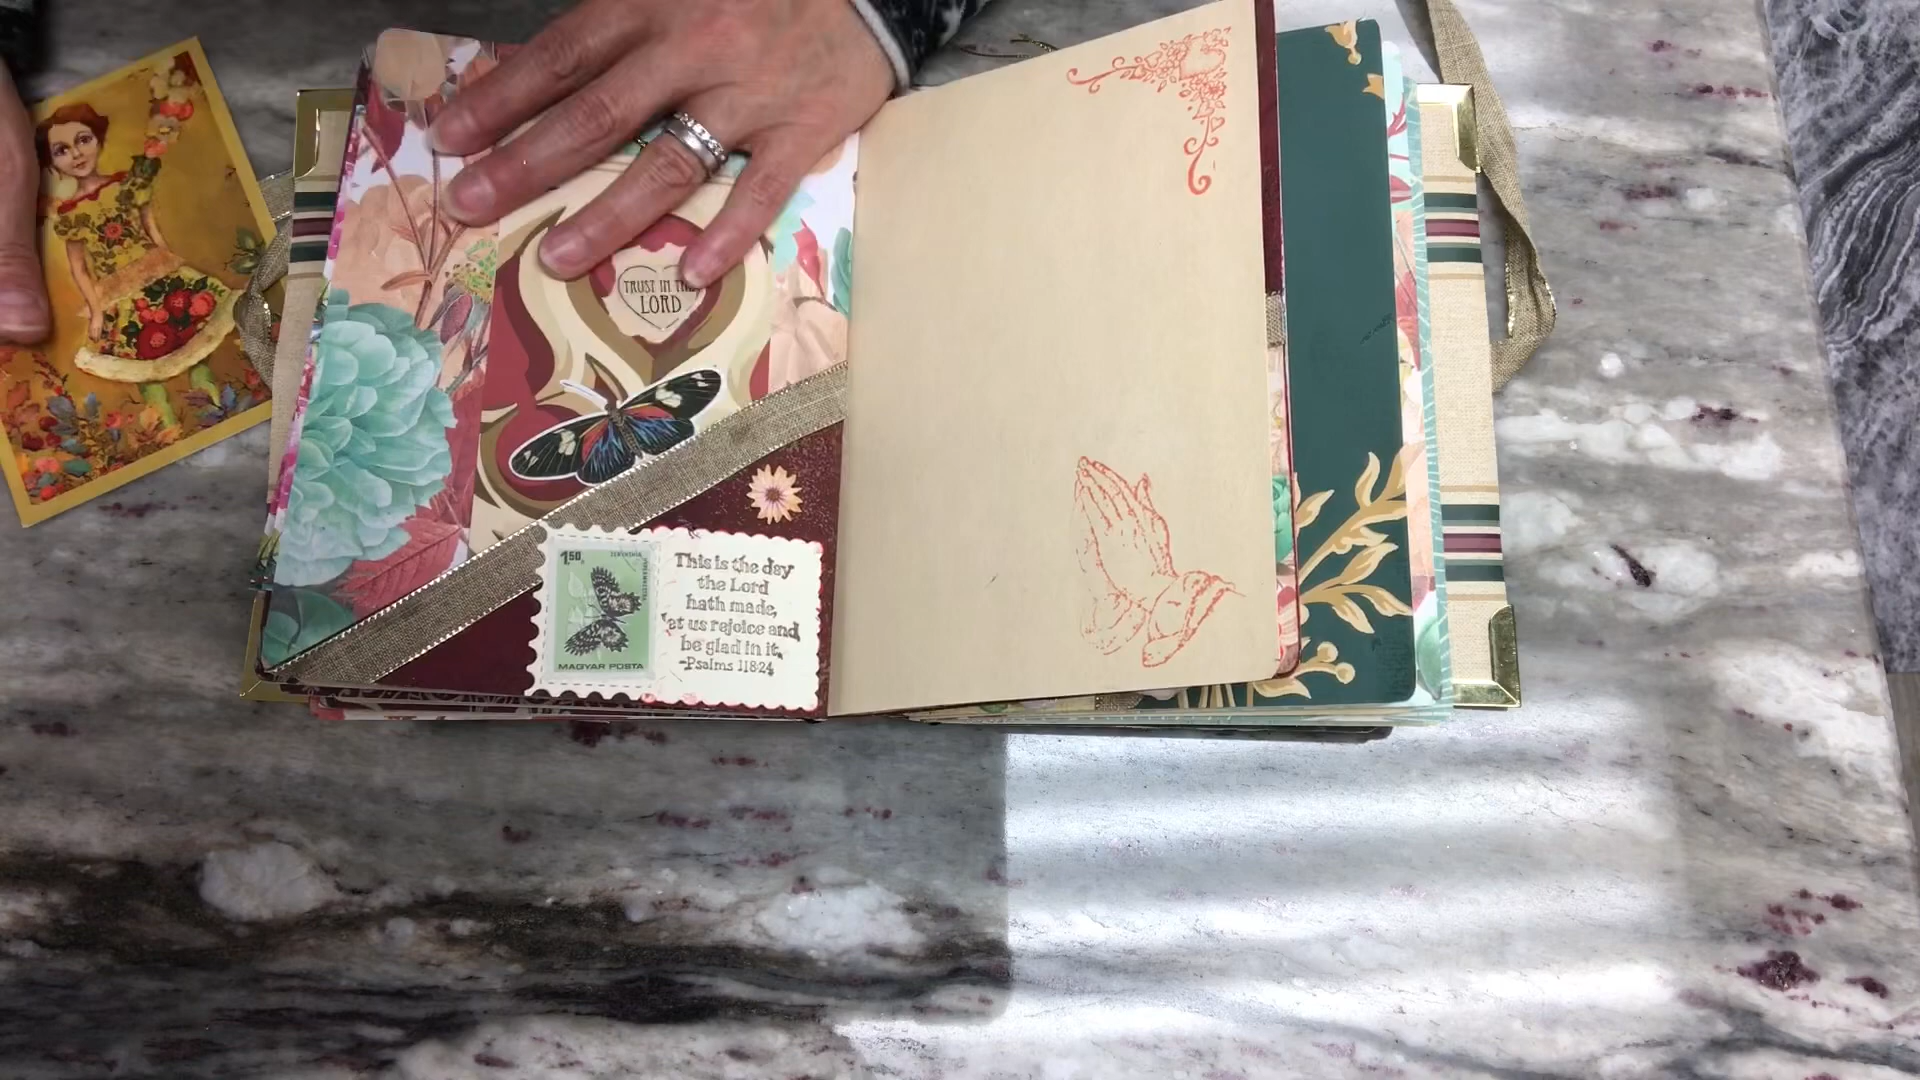 TRUST IN
LORD
1.50
MAGYAR POSTA
This is the day
the Lord
hath made,
let us rejoice and
be glad in it.
-Psalms 118:24